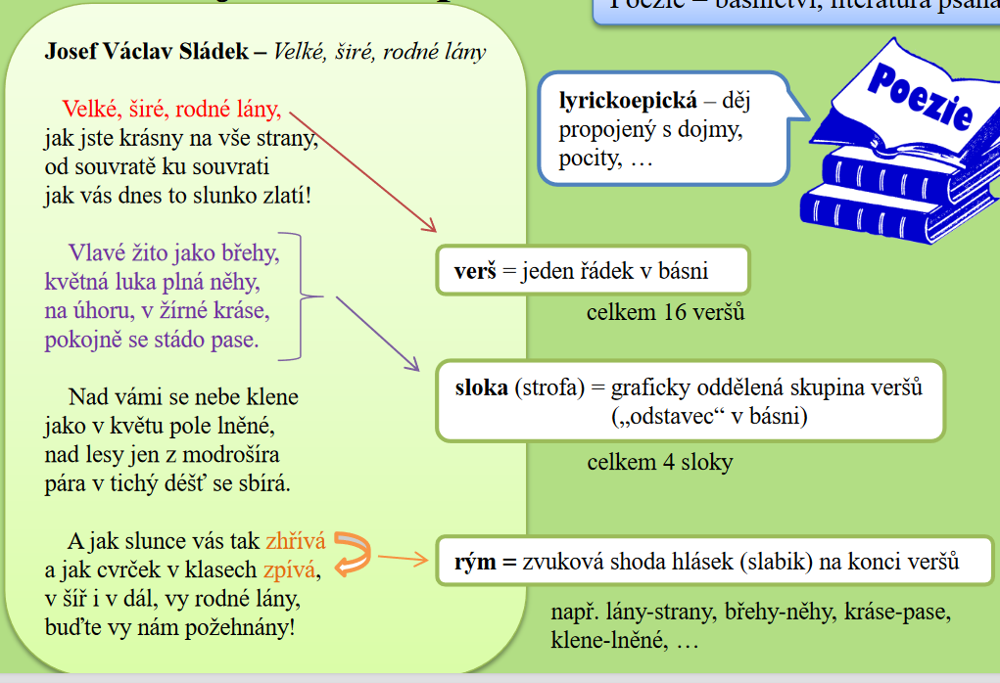 Poezie – básnictví, literatura psaná
Josef Václav Sládek – Velké, širé, rodné lány
Velké, širé, rodné lány,
jak jste krásny na vše strany,
od souvratě ku souvrati
jak vás dnes to slunko zlatí!
Vlavé žito jako břehy,
květná luka plná něhy,
na úhoru, v žírné kráse,
pokojně se stádo pase.
Nad vámi se nebe klene
jako v květu pole lněné,
nad lesy jen z modrošíra
pára v tichý déšť se sbírá.
A jak slunce vás tak zhřívá
a jak cvrček v klasech zpívá,
v šíř i v dál, vy rodné lány,
buďte vy nám požehnány!
lyrickoepická – děj
propojený s dojmy,
pocity, …
Poezie
verš = jeden řádek v básni
celkem 16 veršů
sloka (strofa) = graficky oddělená skupina veršů
(„odstavec“ v básni)
celkem 4 sloky
rým = zvuková shoda hlásek (slabik) na konci veršů
např. lány-strany, břehy-něhy, kráse-pase,
klene-lněné, …